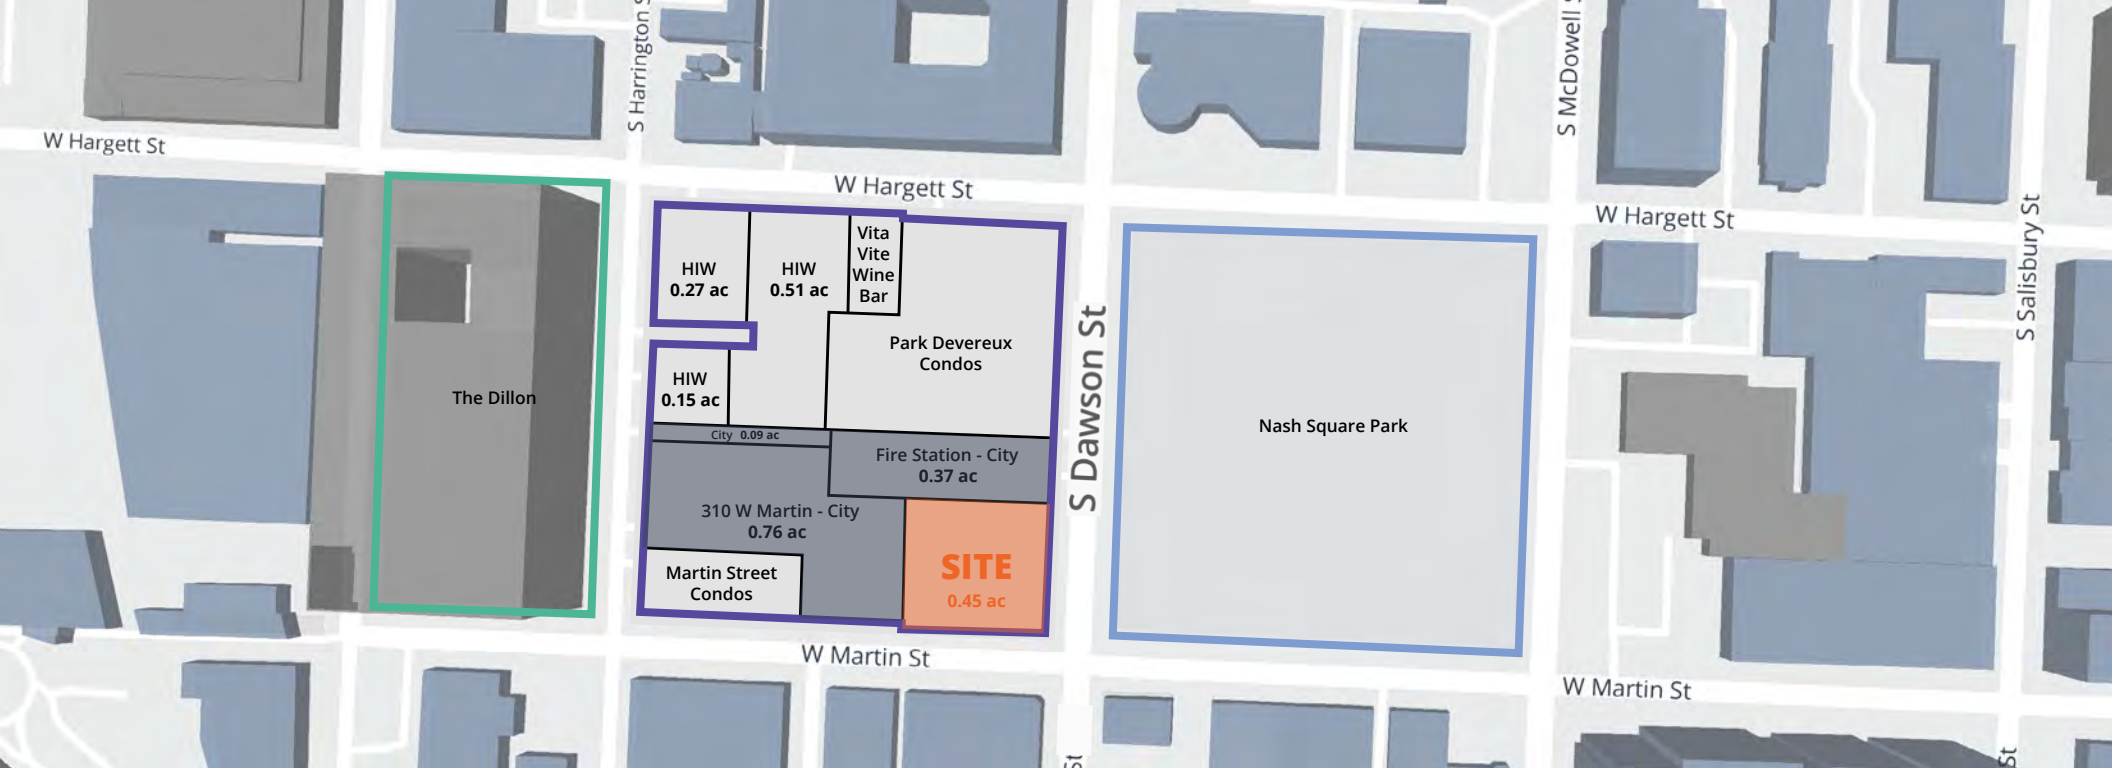 S Harrington S
S McDowell S
W Hargett St
W Hargett St
W Hargett St
S Salisbury St
HIW
0.27 ac
HIW
0.51 ac
Vita
Vite
Wine
Bar
Park Devereux
Condos
HIW
0.15 ac
The Dillon
S Dawson St
Nash Square Park
City 0.09 ac
Fire Station - City
0.37 ac
310 W Martin - City
0.76 ac
SITE
0.45 ac
Martin Street
Condos
W Martin St
W Martin St
St
St